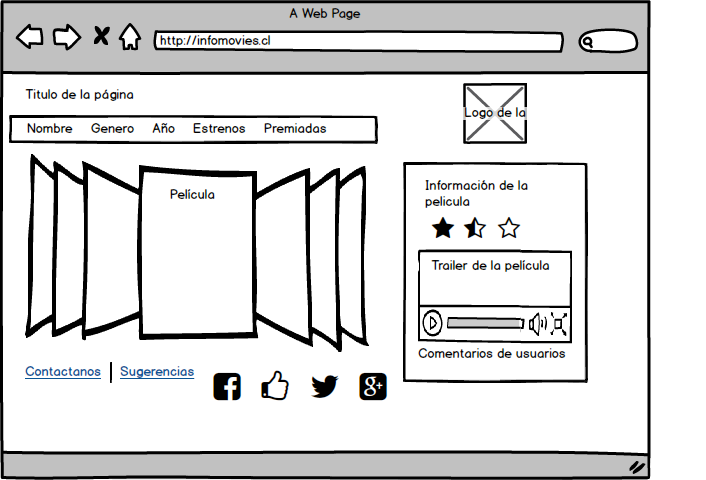 A Web Page
http://infomovies.cl
Titulo de la página
Logo de la
Nombre Genero Año Estrenos Premiadas
Película
Información de la
pelicula
Trailer de la película
Comentarios de usuarios
Contactanos Sugerencias